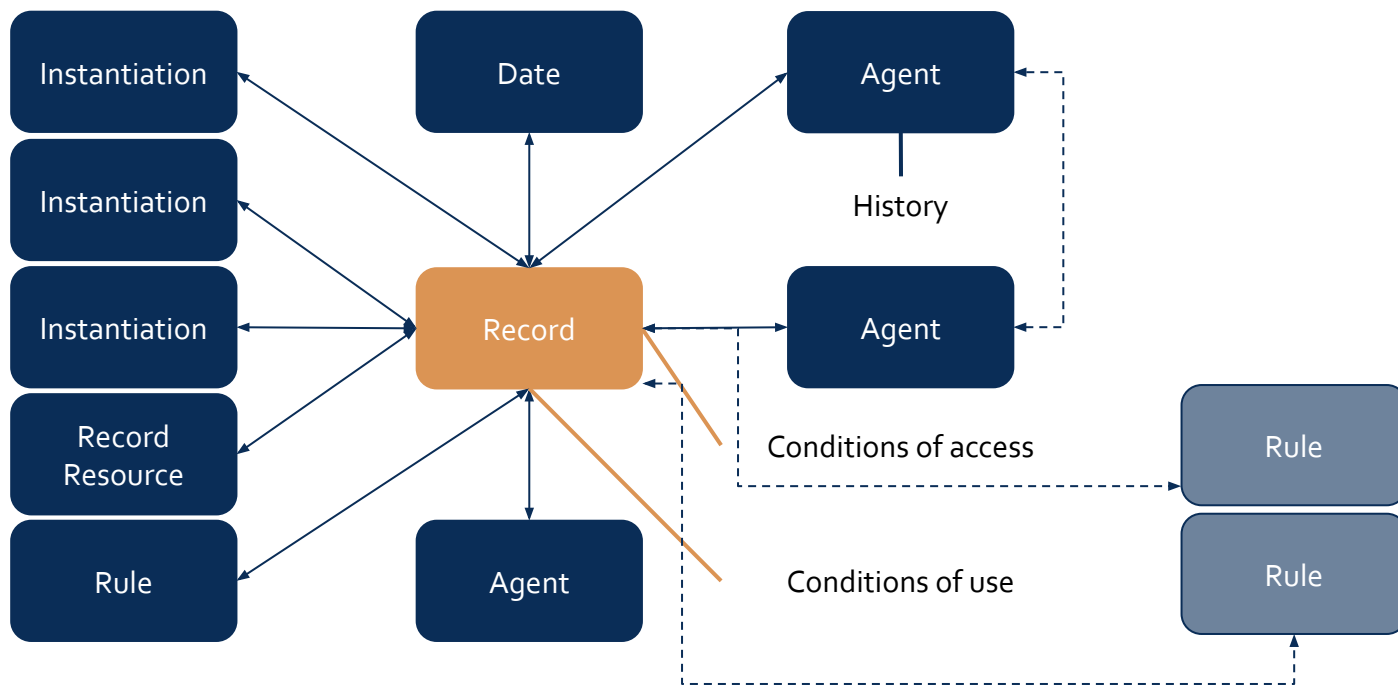 Instantiation
Date
Agent
Instantiation
History
Instantiation
Record
Agent
Record
Resource
Conditions of access
Rule
Rule
Agent
Conditions of use
Rule